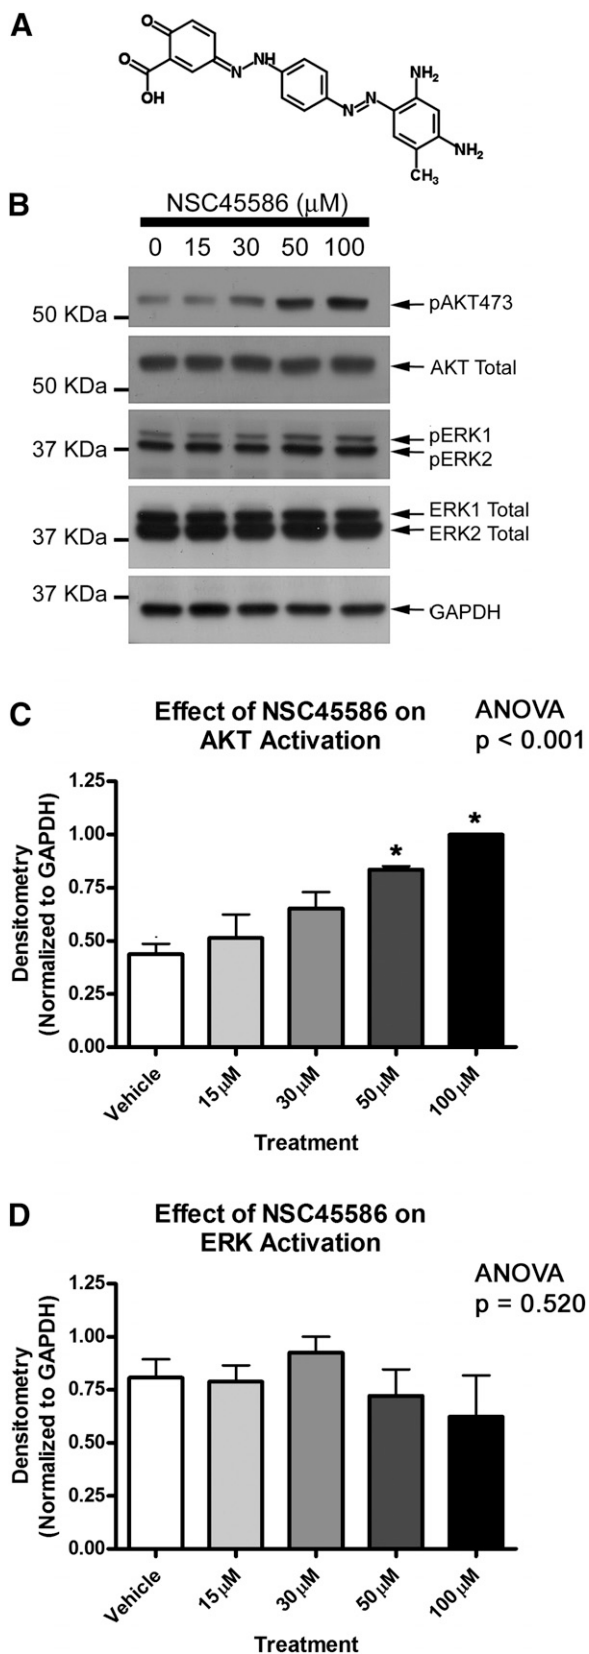 A
O
O
OH
N
NH
N
N
NH₂
NH₂
CH₃
B
NSC45586 (µM)
0 15 30 50 100
50 KDa
pAKT473
AKT Total
50 KDa
37 KDa
pERK1
pERK2
ERK1 Total
ERK2 Total
37 KDa
37 KDa
GAPDH
C
Effect of NSC45586 on
AKT Activation
ANOVA
p < 0.001
Densitometry
(Normalized to GAPDH)
1.25
1.00
0.75
0.50
0.25
0.00
* *
Vehicle 15 µM 30 µM 50 µM 100 µM
Treatment
D
Effect of NSC45586 on
ERK Activation
ANOVA
p = 0.520
Densitometry
(Normalized to GAPDH)
1.25
1.00
0.75
0.50
0.25
0.00
Vehicle 15 µM 30 µM 50 µM 100 µM
Treatment